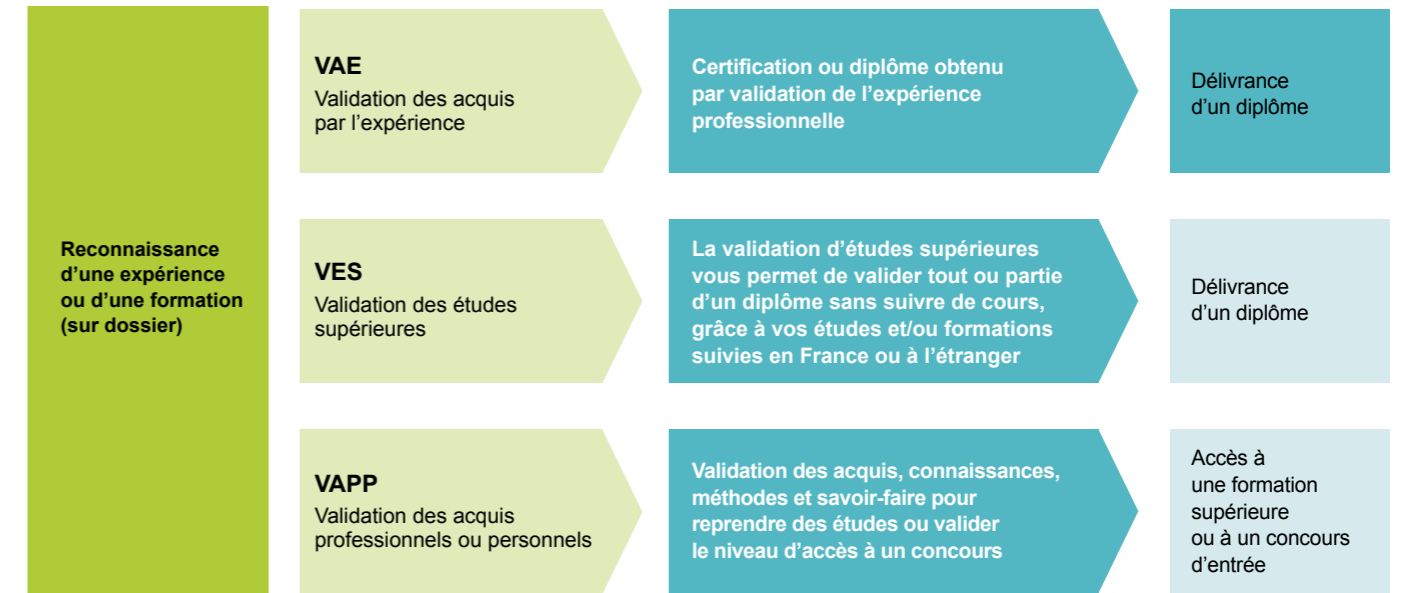 Reconnaissance
d’une expérience
ou d’une formation
(sur dossier)
VAE
Validation des acquis
par l’expérience
Certification ou diplôme obtenu
par validation de l’expérience
professionnelle
Délivrance
d’un diplôme
VES
Validation des études
supérieures
La validation d’études supérieures
vous permet de valider tout ou partie
d’un diplôme sans suivre de cours,
grâce à vos études et/ou formations
suivies en France ou à l’étranger
Délivrance
d’un diplôme
VAPP
Validation des acquis
professionnels ou personnels
Validation des acquis, connaissances,
méthodes et savoir-faire pour
reprendre des études ou valider
le niveau d’accès à un concours
Accès à
une formation
supérieure
ou à un concours
d’entrée